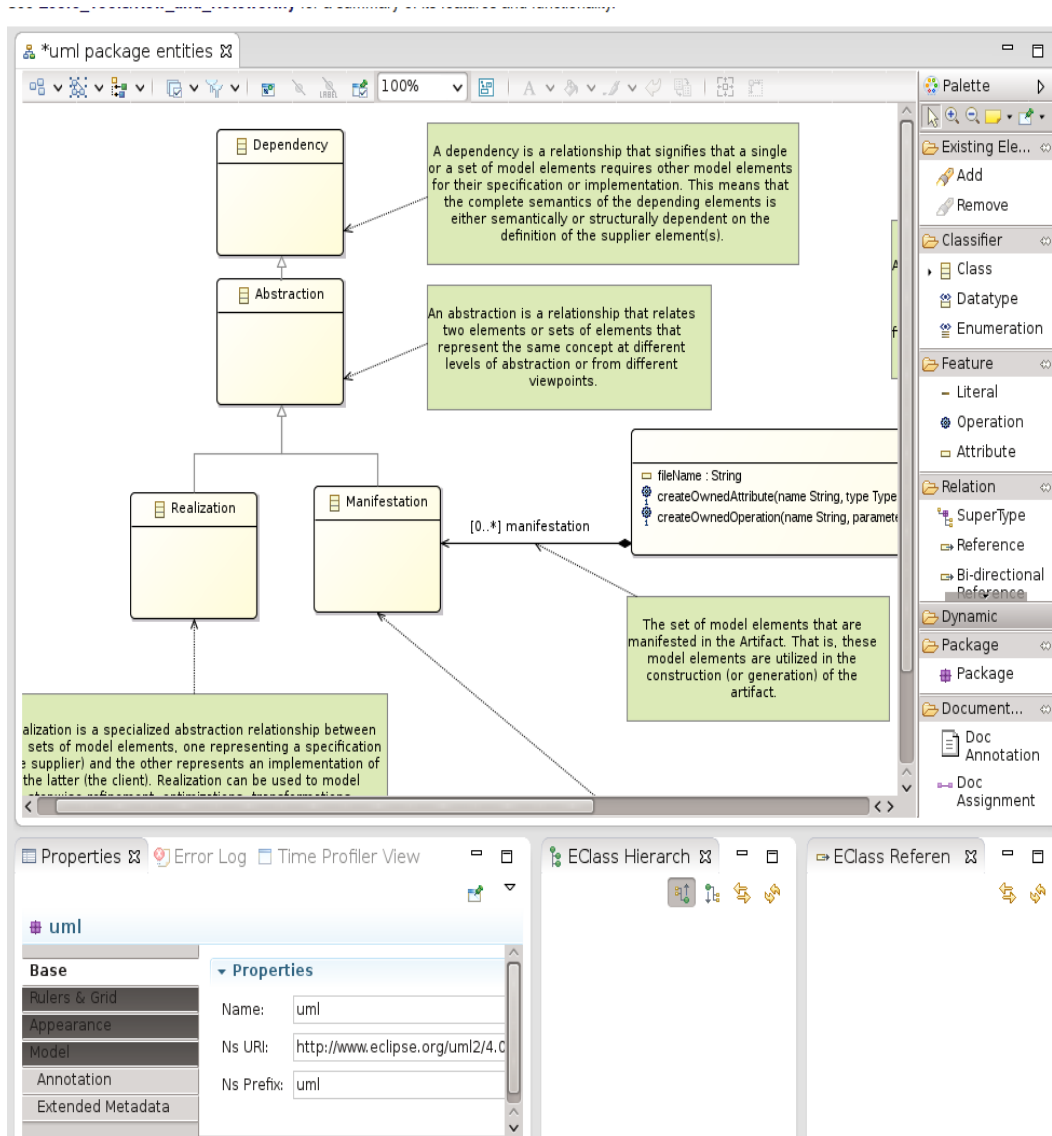 for a summary of its features and functionality.
*uml package entities
100%
Palette
Dependency
A dependency is a relationship that signifies that a single
or a set of model elements requires other model elements
for their specification or implementation. This means that
the complete semantics of the depending elements is
either semantically or structurally dependent on the
definition of the supplier element(s).
Abstraction
An abstraction is a relationship that relates
two elements or sets of elements that
represent the same concept at different
levels of abstraction or from different
viewpoints.
Realization
Manifestation
[0..*] manifestation
fileName : String
createOwnedAttribute(name String, type Type
createOwnedOperation(name String, paramete
The set of model elements that are
manifested in the Artifact. That is, these
model elements are utilized in the
construction (or generation) of the
artifact.
alization is a specialized abstraction relationship between
sets of model elements, one representing a specification
e supplier) and the other represents an implementation of
the latter (the client). Realization can be used to model
stepwise refinement, optimizations, transformations,
Existing Ele...
Add
Remove
Classifier
Class
Datatype
Enumeration
Feature
Literal
Operation
Attribute
Relation
SuperType
Reference
Bi-directional
Reference
Dynamic
Package
Package
Document...
Doc
Annotation
Doc
Assignment
Properties
Error Log
Time Profiler View
EClass Hierarch
EClass Referen
uml
Base
Rulers & Grid
Appearance
Model
Annotation
Extended Metadata
Properties
Name: uml
Ns URI: http://www.eclipse.org/uml2/4.0
Ns Prefix: uml